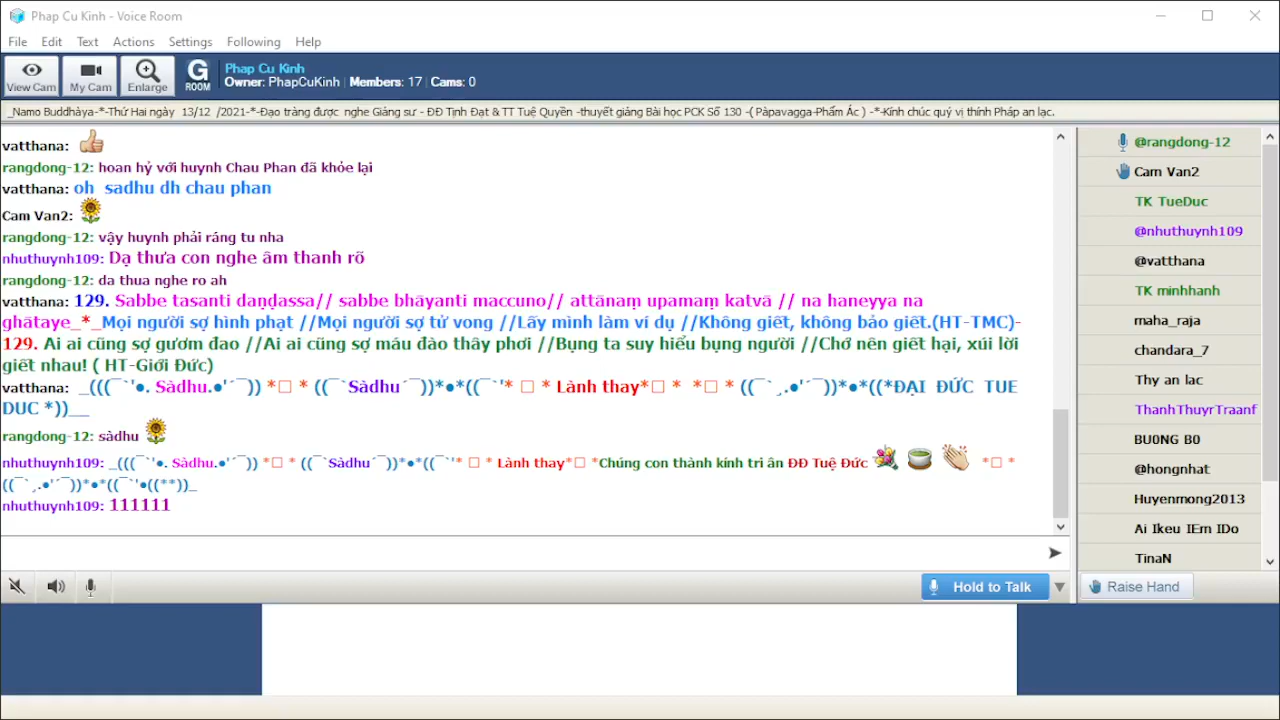 Phap Cu Kinh - Voice Room
File Edit Text Actions Settings Following Help
View Cam My Cam Enlarge G ROOM
Phap Cu Kinh
Owner: PhapCuKinh | Members: 17 | Cams: 0
_Namo Buddhàya-*-Thứ Hai ngày 13/12 /2021-*-Đạo tràng được nghe Giảng sư - ĐĐ Tịnh Đạt & TT Tuệ Quyền -thuyết giảng Bài học PCK Số 130 -( Pàpavagga-Phẩm Ác ) -*-Kính chúc quý vị thính Pháp an lạc.
vatthana:
rangdong-12: hoan hỷ với huynh Chau Phan đã khỏe lại
vatthana: oh sadhu dh chau phan
Cam Van2:
rangdong-12: vậy huynh phải ráng tu nha
nhuthuynh109: Dạ thưa con nghe âm thanh rõ
rangdong-12: da thua nghe ro ah
vatthana: 129. Sabbe tasanti daṇḍassa// sabbe bhāyanti maccuno// attānaṃ upamaṃ katvā // na haneyya na
ghātaye_*_Mọi người sợ hình phạt //Mọi người sợ tử vong //Lấy mình làm ví dụ //Không giết, không bảo giết.(HT-TMC)-
129. Ai ai cũng sợ gươm đao //Ai ai cũng sợ máu đào thây phơi //Bụng ta suy hiểu bụng người //Chớ nên giết hại, xúi lời
giết nhau! ( HT-Giới Đức)
vatthana: _(((¯`'●. Sàdhu.●'´¯)) *□ * ((¯`Sàdhu´¯))*●*((¯`'* □ * Lành thay*□ * *□ * ((¯`¸.●'´¯))*●*((*ĐẠI ĐỨC TUE
DUC *))__
rangdong-12: sàdhu
nhuthuynh109: _(((¯`'●. Sàdhu.●'´¯)) *□ * ((¯`Sàdhu´¯))*●*((¯`'* □ * Lành thay*□ *Chúng con thành kính tri ân ĐĐ Tuệ Đức *□ *
((¯`¸.●'´¯))*●*((¯`'●((**))_
nhuthuynh109: 111111
Hold to Talk
@rangdong-12
Cam Van2
TK TueDuc
@nhuthuynh109
@vatthana
TK minhhanh
maha_raja
chandara_7
Thy an lac
ThanhThuyrTraanf
BU0NG B0
@hongnhat
Huyenmong2013
Ai Ikeu IEm IDo
TinaN
Raise Hand